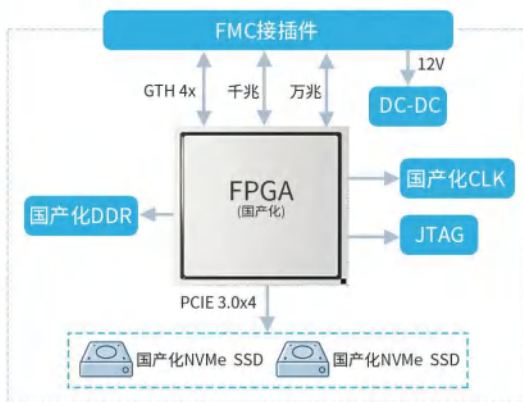 FMC接插件
12V
GTH 4x
千兆
万兆
DC-DC
FPGA
(国产化)
国产化CLK
国产化DDR
JTAG
PCIE 3.0x4
国产化NVMe SSD
国产化NVMe SSD